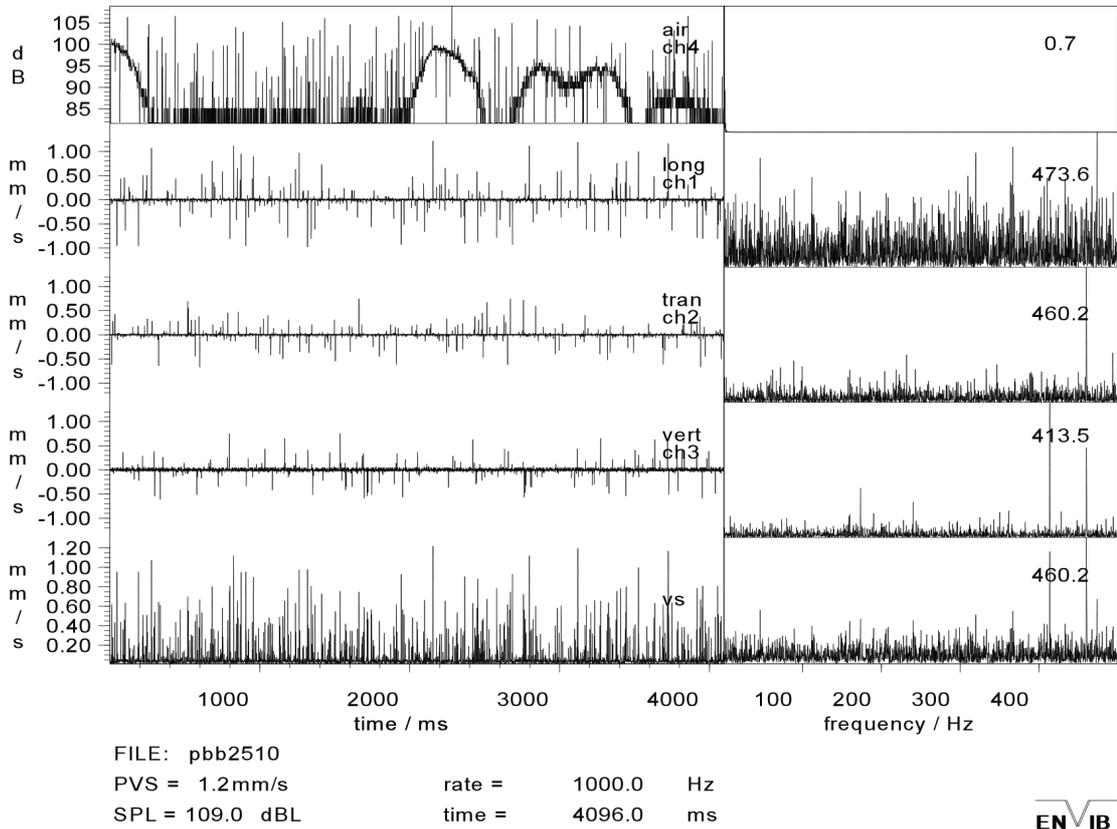 105
100
95
90
85
d
B
air
ch4
0.7
1.00
0.50
0.00
-0.50
-1.00
m
m
/
s
long
ch1
473.6
1.00
0.50
0.00
-0.50
-1.00
m
m
/
s
tran
ch2
460.2
1.00
0.50
0.00
-0.50
-1.00
m
m
/
s
vert
ch3
413.5
1.20
1.00
0.80
0.60
0.40
0.20
m
m
/
s
vs
460.2
1000 2000 3000 4000 100 200 300 400
time / ms frequency / Hz
FILE: pbb2510
PVS = 1.2mm/s rate = 1000.0 Hz
SPL = 109.0 dBL time = 4096.0 ms
ENVIB